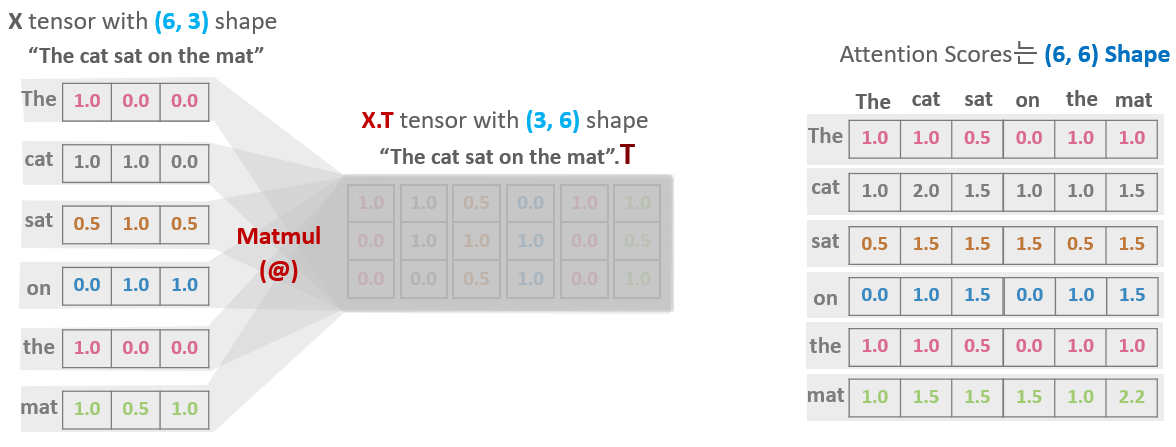 X tensor with (6, 3) shape
“The cat sat on the mat”
The 1.0 0.0 0.0
cat 1.0 1.0 0.0
sat 0.5 1.0 0.5
on 0.0 1.0 1.0
the 1.0 0.0 0.0
mat 1.0 0.5 1.0
Matmul
(@)
X.T tensor with (3, 6) shape
“The cat sat on the mat”.T
1.0 1.0 0.5 0.0 1.0 1.0
0.0 1.0 1.0 1.0 0.0 0.5
0.0 0.0 0.5 1.0 0.0 1.0
Attention Scores는 (6, 6) Shape
The cat sat on the mat
The 1.0 1.0 0.5 0.0 1.0 1.0
cat 1.0 2.0 1.5 1.0 1.0 1.5
sat 0.5 1.5 1.5 1.5 0.5 1.5
on 0.0 1.0 1.5 0.0 1.0 1.5
the 1.0 1.0 0.5 0.0 1.0 1.0
mat 1.0 1.5 1.5 1.5 1.0 2.2